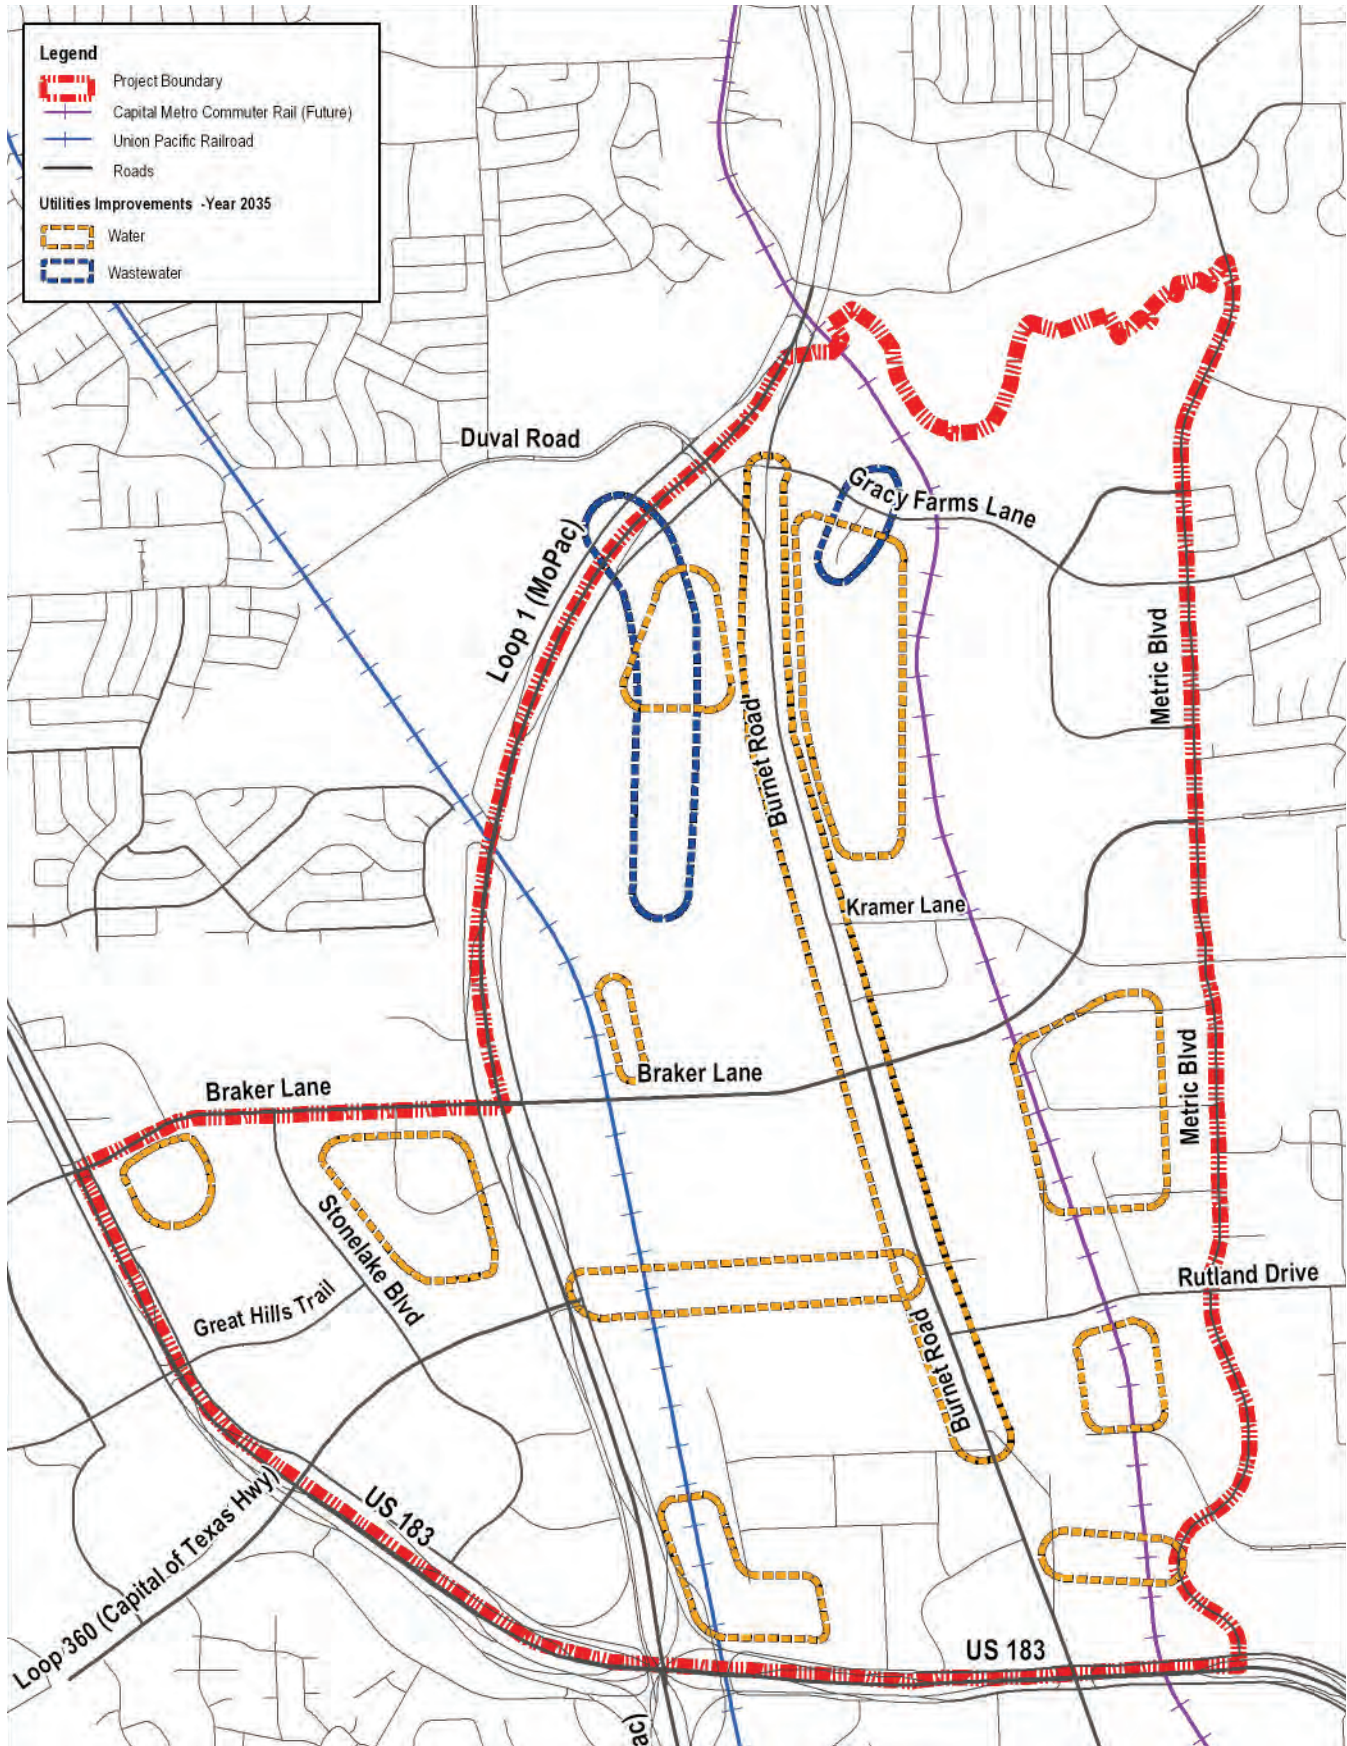 Legend
Project Boundary
Capital Metro Commuter Rail (Future)
Union Pacific Railroad
Roads
Utilities Improvements -Year 2035
Water
Wastewater
Duval Road
Gracy Farms Lane
Loop 1 (MoPac)
Metric Blvd
Burnet Road
Kramer Lane
Braker Lane
Braker Lane
Metric Blvd
Stonelake Blvd
Great Hills Trail
Rutland Drive
Burnet Road
US 183
Loop 360 (Capital of Texas Hwy)
US 183
ac)